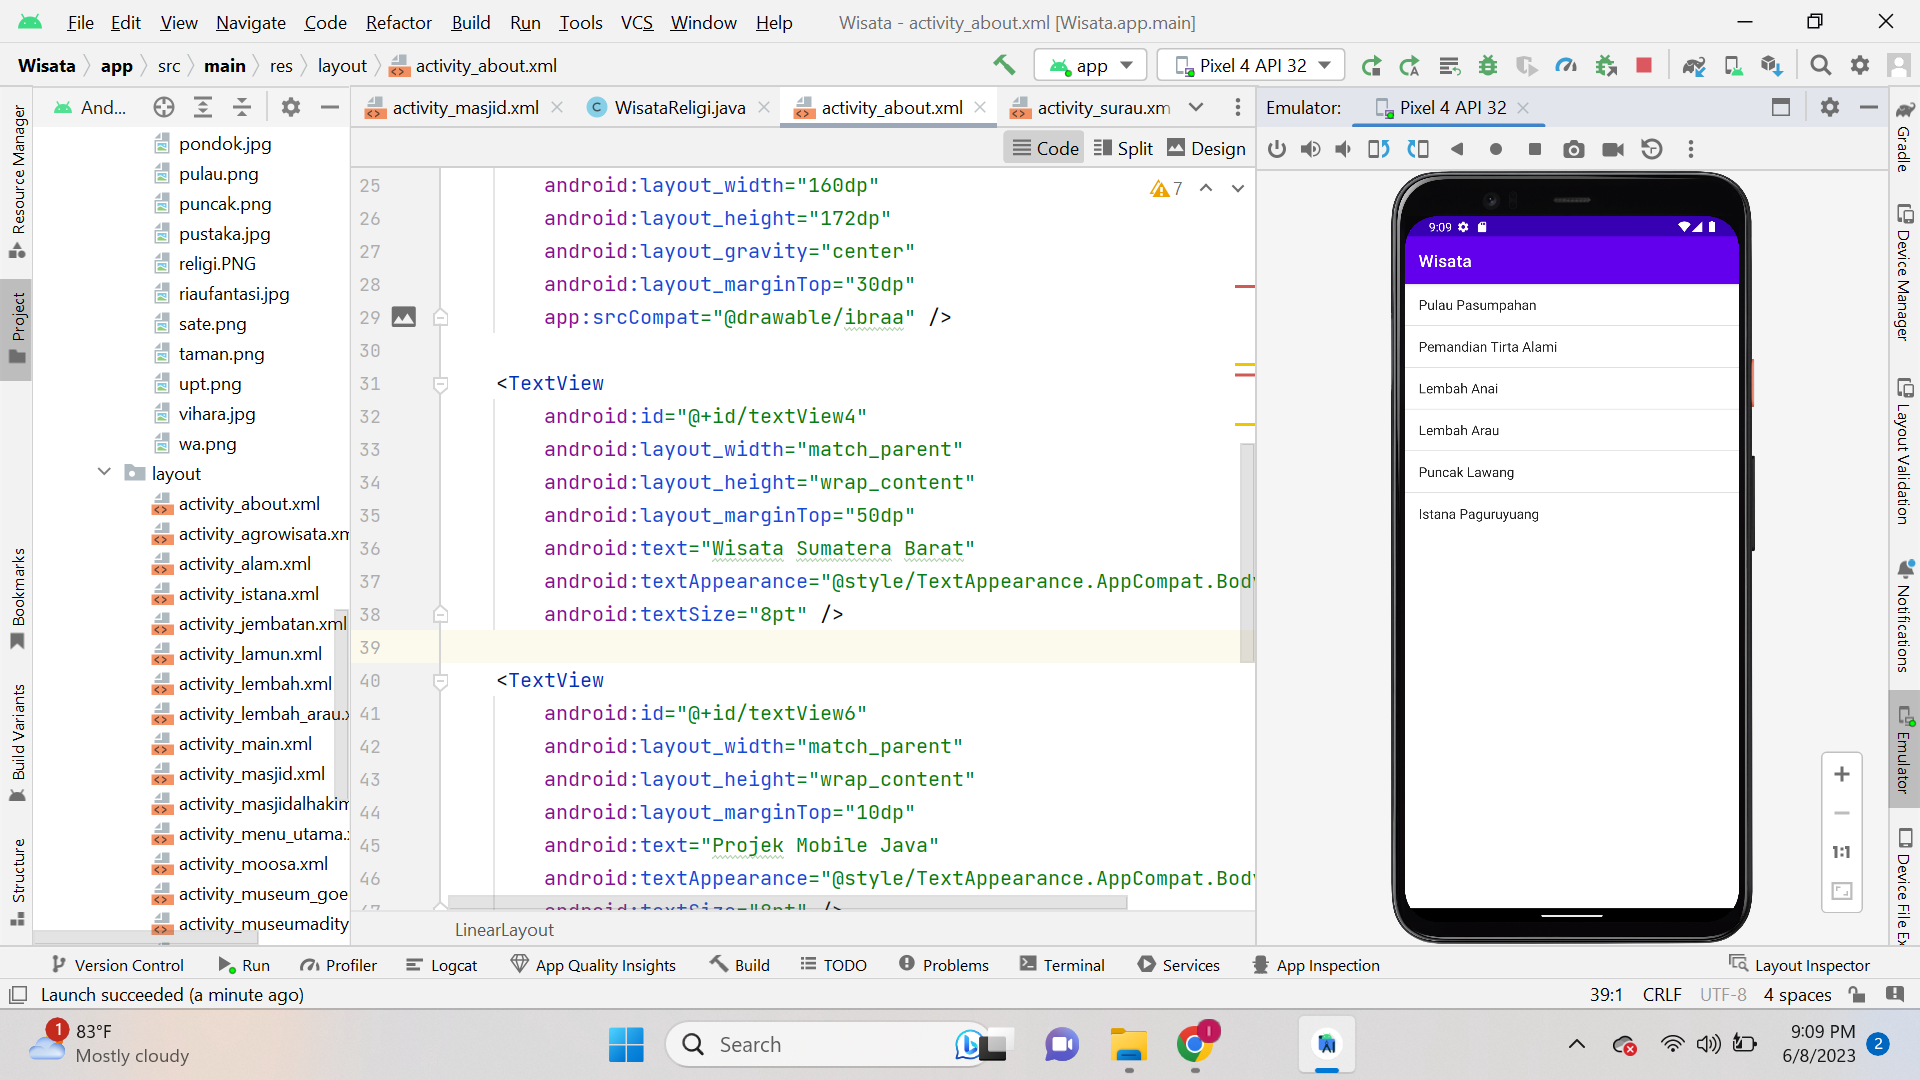 File Edit View Navigate Code Refactor Build Run Tools VCS Window Help Wisata - activity_about.xml [Wisata.app.main]
Wisata app src main res layout activity_about.xml app Pixel 4 API 32
And... activity_masjid.xml WisataReligi.java activity_about.xml activity_surau.xm Emulator: Pixel 4 API 32
Code Split Design
Resource Manager
Project
Bookmarks
Build Variants
Structure
pondok.jpg
pulau.png
puncak.png
pustaka.jpg
religi.PNG
riaufantasi.jpg
sate.png
taman.png
upt.png
vihara.jpg
wa.png
layout
activity_about.xml
activity_agrowisata.xm
activity_alam.xml
activity_istana.xml
activity_jembatan.xml
activity_lamun.xml
activity_lembah.xml
activity_lembah_arau.x
activity_main.xml
activity_masjid.xml
activity_masjidalhakim
activity_menu_utama.x
activity_moosa.xml
activity_museum_goe
activity_museumadity
7
25 android:layout_width="160dp"
26 android:layout_height="172dp"
27 android:layout_gravity="center"
28 android:layout_marginTop="30dp"
29 app:srcCompat="@drawable/ibraa" />
30
31 <TextView
32 android:id="@+id/textView4"
33 android:layout_width="match_parent"
34 android:layout_height="wrap_content"
35 android:layout_marginTop="50dp"
36 android:text="Wisata Sumatera Barat"
37 android:textAppearance="@style/TextAppearance.AppCompat.Body
38 android:textSize="8pt" />
39
40 <TextView
41 android:id="@+id/textView6"
42 android:layout_width="match_parent"
43 android:layout_height="wrap_content"
44 android:layout_marginTop="10dp"
45 android:text="Projek Mobile Java"
46 android:textAppearance="@style/TextAppearance.AppCompat.Body
47 android:textSize="8pt" />
LinearLayout
9:09
Wisata
Pulau Pasumpahan
Pemandian Tirta Alami
Lembah Anai
Lembah Arau
Puncak Lawang
Istana Paguruyuang
1:1
Gradle
Device Manager
Layout Validation
Notifications
Emulator
Device File Ex
Version Control Run Profiler Logcat App Quality Insights Build TODO Problems Terminal Services App Inspection Layout Inspector
Launch succeeded (a minute ago) 39:1 CRLF UTF-8 4 spaces
1 83°F
Mostly cloudy
Search
I
9:09 PM
6/8/2023
2